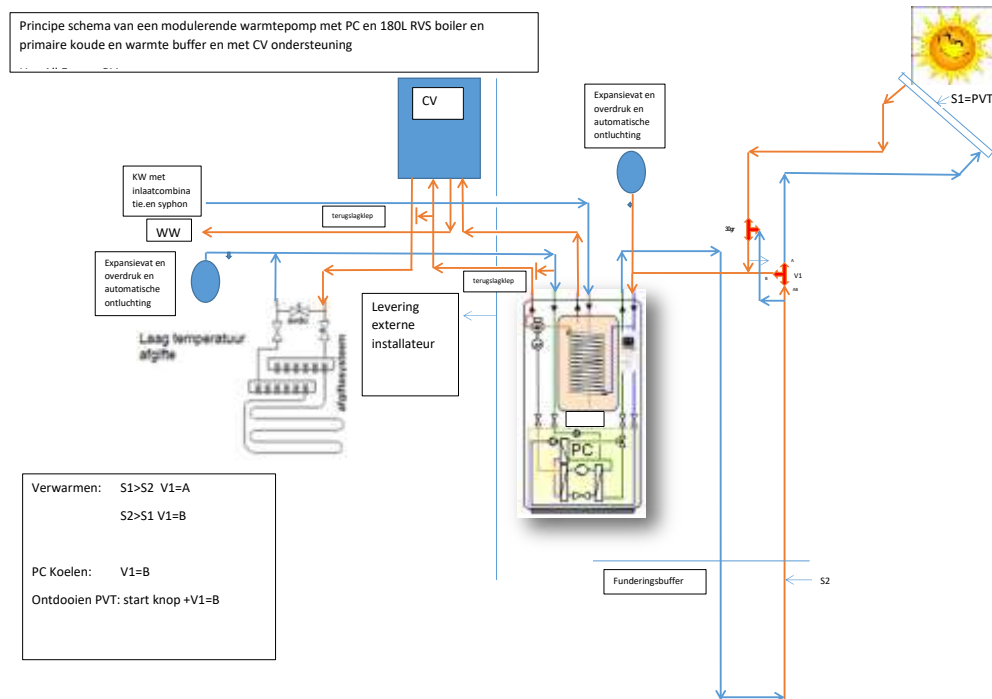 Principe schema van een modulerende warmtepomp met PC en 180L RVS boiler en
primaire koude en warmte buffer en met CV ondersteuning
CV
Expansievat en
overdruk en
automatische
ontluchting
S1=PVT
KW met
inlaatcombina
tie.en syphon
terugslagklep
WW
30gr
A
B
V1
AB
Expansievat en
overdruk en
automatische
ontluchting
terugslagklep
Levering
externe
installateur
Laag temperatuur
afgifte
afgiftesysteem
PC
Verwarmen: S1>S2 V1=A
S2>S1 V1=B
PC Koelen: V1=B
Ontdooien PVT: start knop +V1=B
Funderingsbuffer
S2